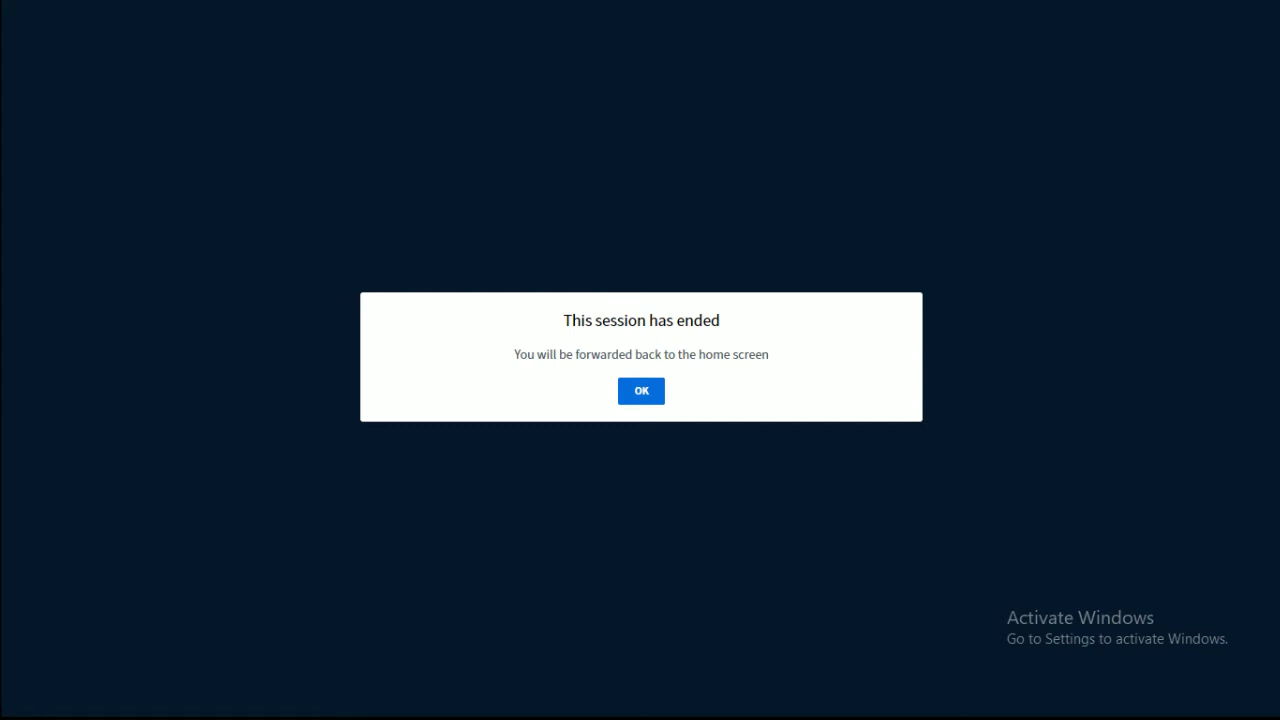 This session has ended
You will be forwarded back to the home screen
OK
Activate Windows
Go to Settings to activate Windows.